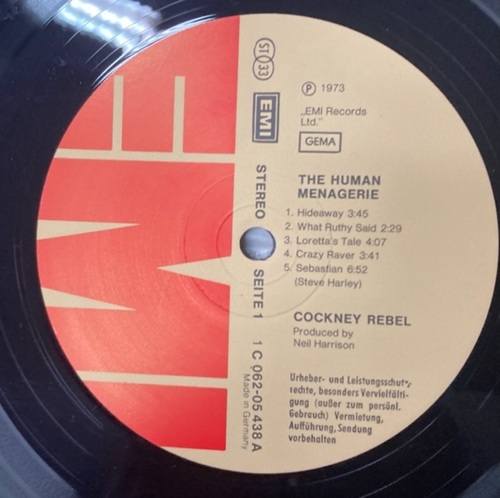 ST 33
EMI
STEREO
SEITE 1
1 C 062-05 438 A
Made in Germany
Ⓟ 1973
„EMI Records
Ltd."
GEMA
THE HUMAN
MENAGERIE
1. Hideaway 3:45
2. What Ruthy Said 2:29
3. Loretta's Tale 4:07
4. Crazy Raver 3:41
5. Sebastian 6:52
(Steve Harley)
COCKNEY REBEL
Produced by
Neil Harrison
Urheber- und Leistungsschutz-
rechte, besonders Vervielfälti-
gung (außer zum persönl.
Gebrauch) Vermietung,
Aufführung, Sendung
vorbehalten
EMI